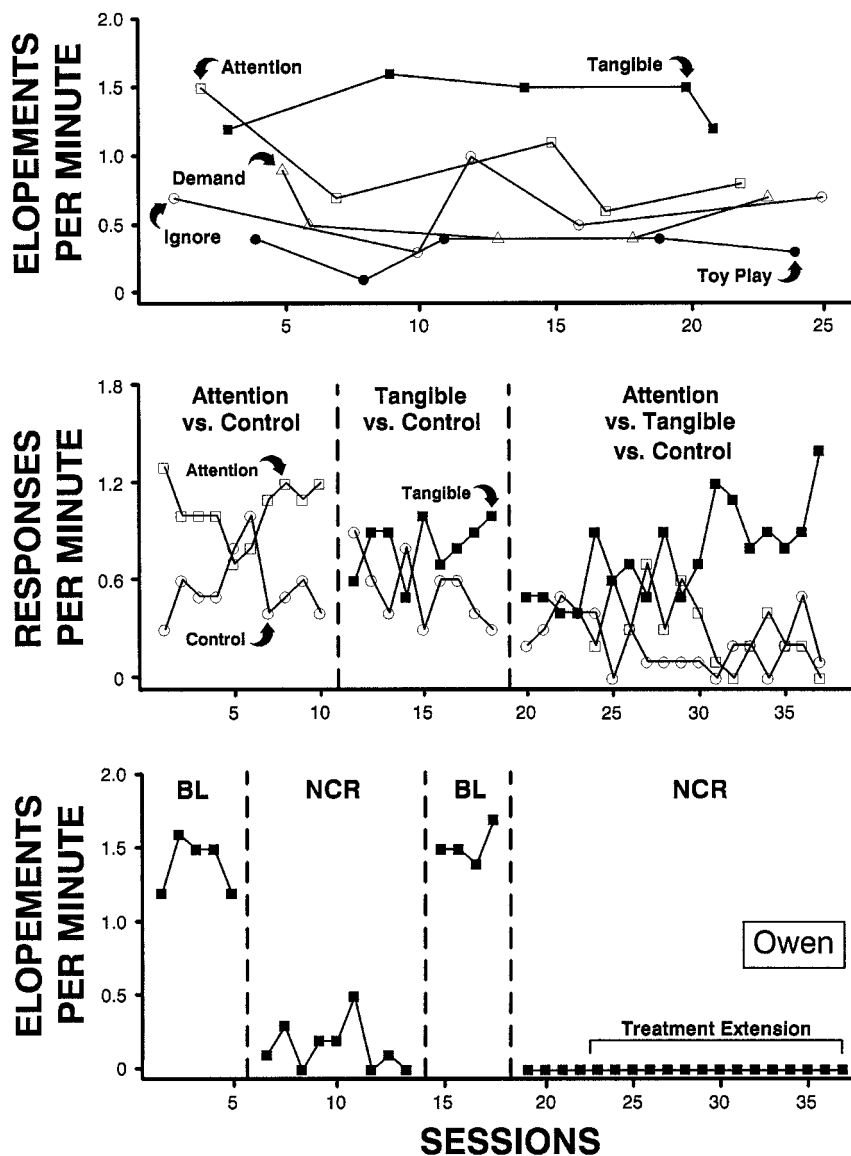 ELOPEMENTS
PER MINUTE
2.0
1.5
1.0
0.5
0
Attention
Tangible
Demand
Ignore
Toy Play
5
10
15
20
25
RESPONSES
PER MINUTE
1.8
1.2
0.6
0
Attention
vs. Control
Tangible
vs. Control
Attention
vs. Tangible
vs. Control
Attention
Tangible
Control
5
10
15
20
25
30
35
ELOPEMENTS
PER MINUTE
2.0
1.5
1.0
0.5
0
BL
NCR
BL
NCR
Owen
Treatment Extension
5
10
15
20
25
30
35
SESSIONS